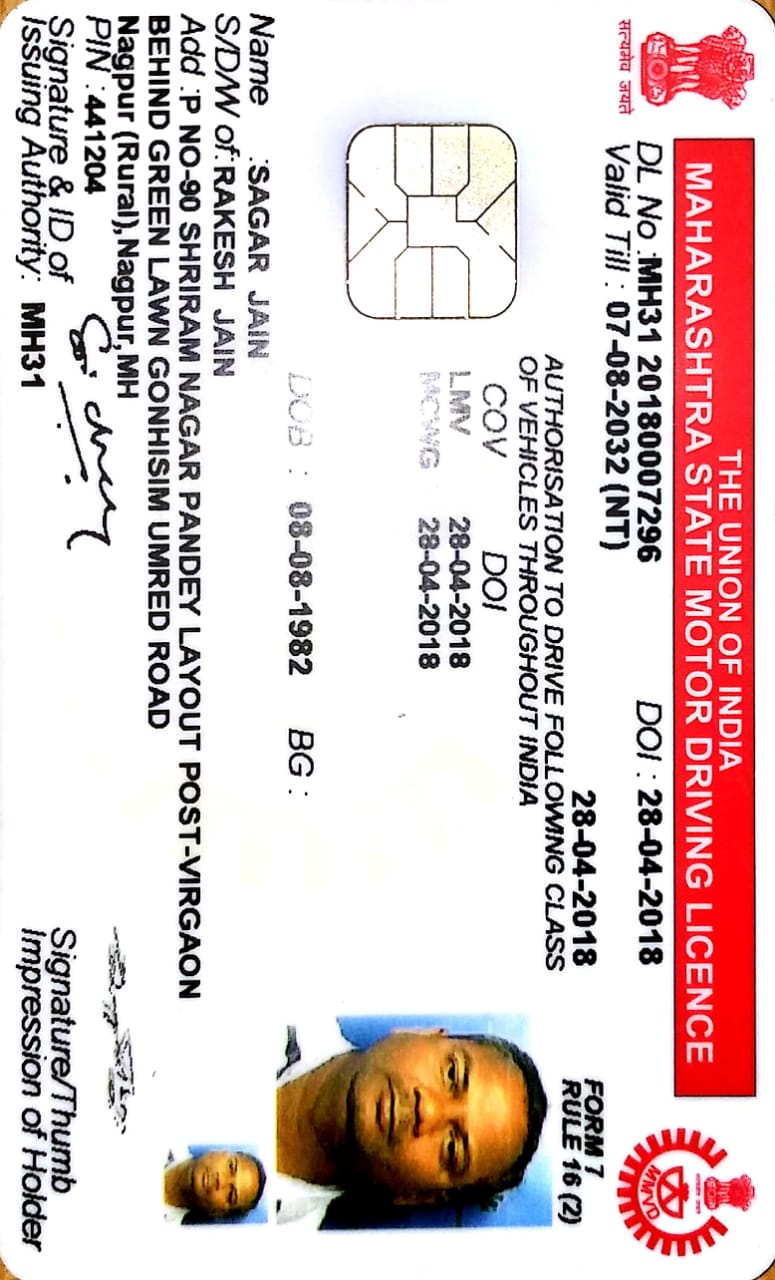 सत्यमेव जयते
THE UNION OF INDIA
MAHARASHTRA STATE MOTOR DRIVING LICENCE
DL No :MH31 20180007296 DOI : 28-04-2018
Valid Till : 07-08-2032 (NT)
28-04-2018
FORM 7
RULE 16 (2)
AUTHORISATION TO DRIVE FOLLOWING CLASS
OF VEHICLES THROUGHOUT INDIA
COV DOI
LMV 28-04-2018
MCWG 28-04-2018
DOB : 08-08-1982 BG :
Name :SAGAR JAIN
S/D/W of:RAKESH JAIN
Add :P NO-90 SHRIRAM NAGAR PANDEY LAYOUT POST-VIRGAON
BEHIND GREEN LAWN GONHISIM UMRED ROAD
Nagpur (Rural),Nagpur,MH
PIN :441204
Signature & ID of
Issuing Authority: MH31
Signature/Thumb
Impression of Holder
MMVD